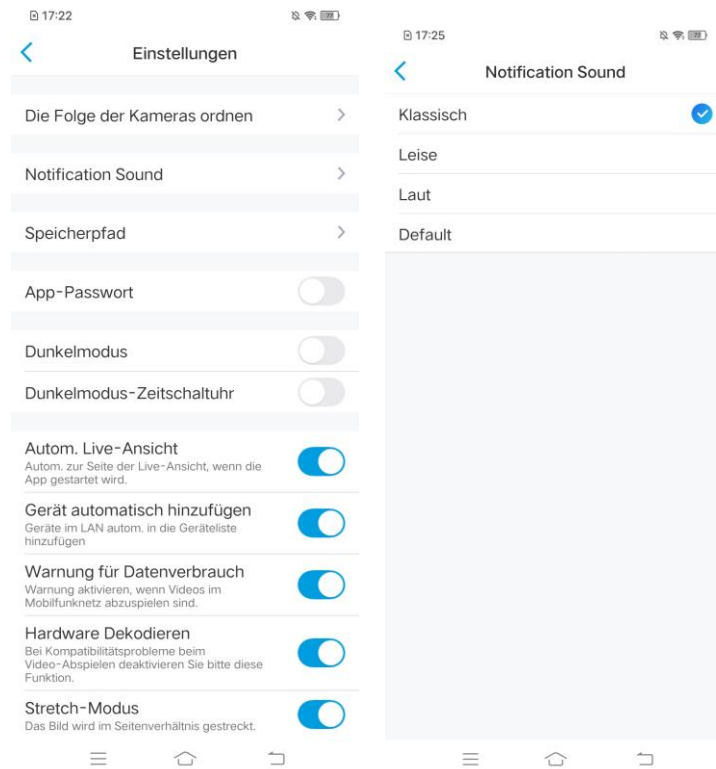 17:22
Einstellungen
Die Folge der Kameras ordnen
Notification Sound
Speicherpfad
App-Passwort
Dunkelmodus
Dunkelmodus-Zeitschaltuhr
Autom. Live-Ansicht
Autom. zur Seite der Live-Ansicht, wenn die
App gestartet wird.
Gerät automatisch hinzufügen
Geräte im LAN autom. in die Geräteliste
hinzufügen
Warnung für Datenverbrauch
Warnung aktivieren, wenn Videos im
Mobilfunknetz abzuspielen sind.
Hardware Dekodieren
Bei Kompatibilitätsprobleme beim
Video-Abspielen deaktivieren Sie bitte diese
Funktion.
Stretch-Modus
Das Bild wird im Seitenverhältnis gestreckt.
17:25
Notification Sound
Klassisch
Leise
Laut
Default